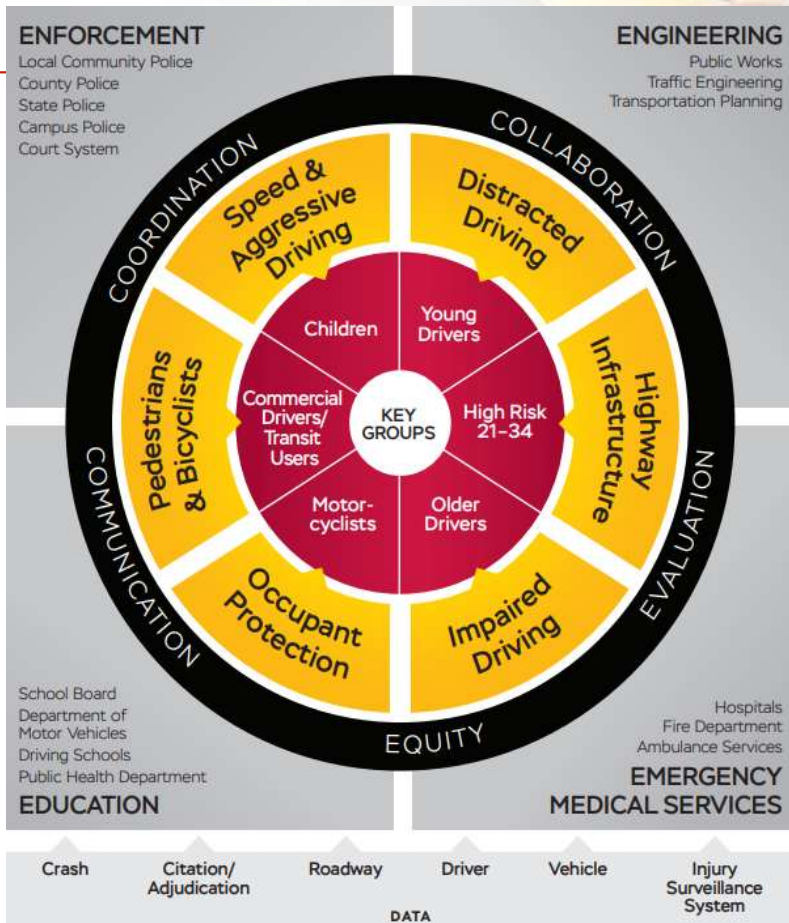 ENFORCEMENT
Local Community Police
County Police
State Police
Campus Police
Court System
ENGINEERING
Public Works
Traffic Engineering
Transportation Planning
COORDINATION
COLLABORATION
COMMUNICATION
EVALUATION
EQUITY
Speed &
Aggressive
Driving
Distracted
Driving
Pedestrians
& Bicyclists
Highway
Infrastructure
Occupant
Protection
Impaired
Driving
Children
Young
Drivers
Commercial
Drivers/
Transit
Users
KEY
GROUPS
High Risk
21–34
Motor-
cyclists
Older
Drivers
School Board
Department of
Motor Vehicles
Driving Schools
Public Health Department
EDUCATION
Hospitals
Fire Department
Ambulance Services
EMERGENCY
MEDICAL SERVICES
Crash
Citation/
Adjudication
Roadway
Driver
Vehicle
Injury
Surveillance
System
DATA